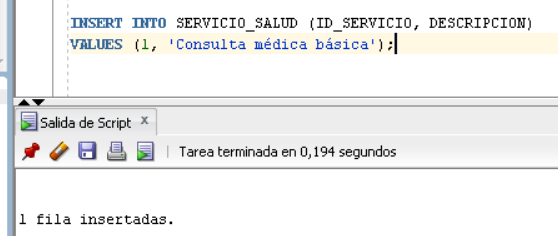 INSERT INTO SERVICIO_SALUD (ID_SERVICIO, DESCRIPCION)
VALUES (1, 'Consulta médica básica');
Salida de Script x
Tarea terminada en 0,194 segundos
1 fila insertadas.